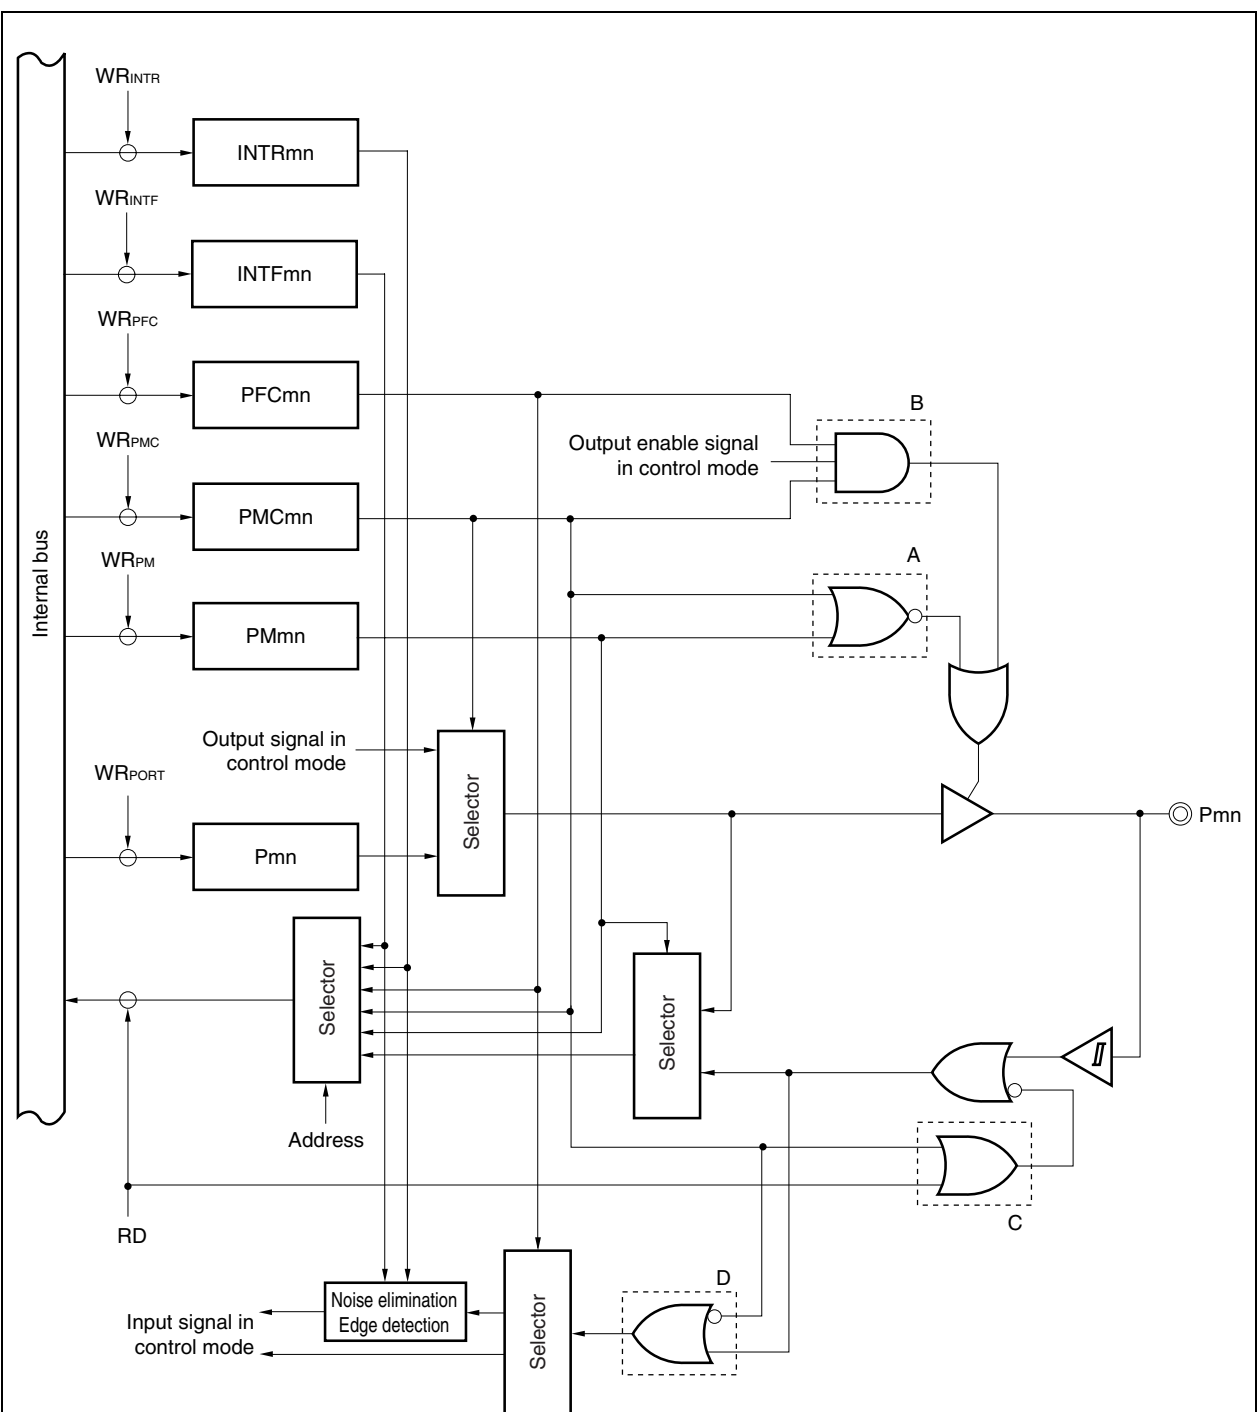 WRINTR
INTRmn
WRINTF
INTFmn
WRPFC
PFCmn
B
Output enable signal
in control mode
WRPMC
PMCmn
Internal bus
WRPM
PMmn
A
Output signal in
control mode
Selector
WRPORT
Pmn
Pmn
Selector
Selector
Address
RD
C
D
Noise elimination
Edge detection
Input signal in
control mode
Selector